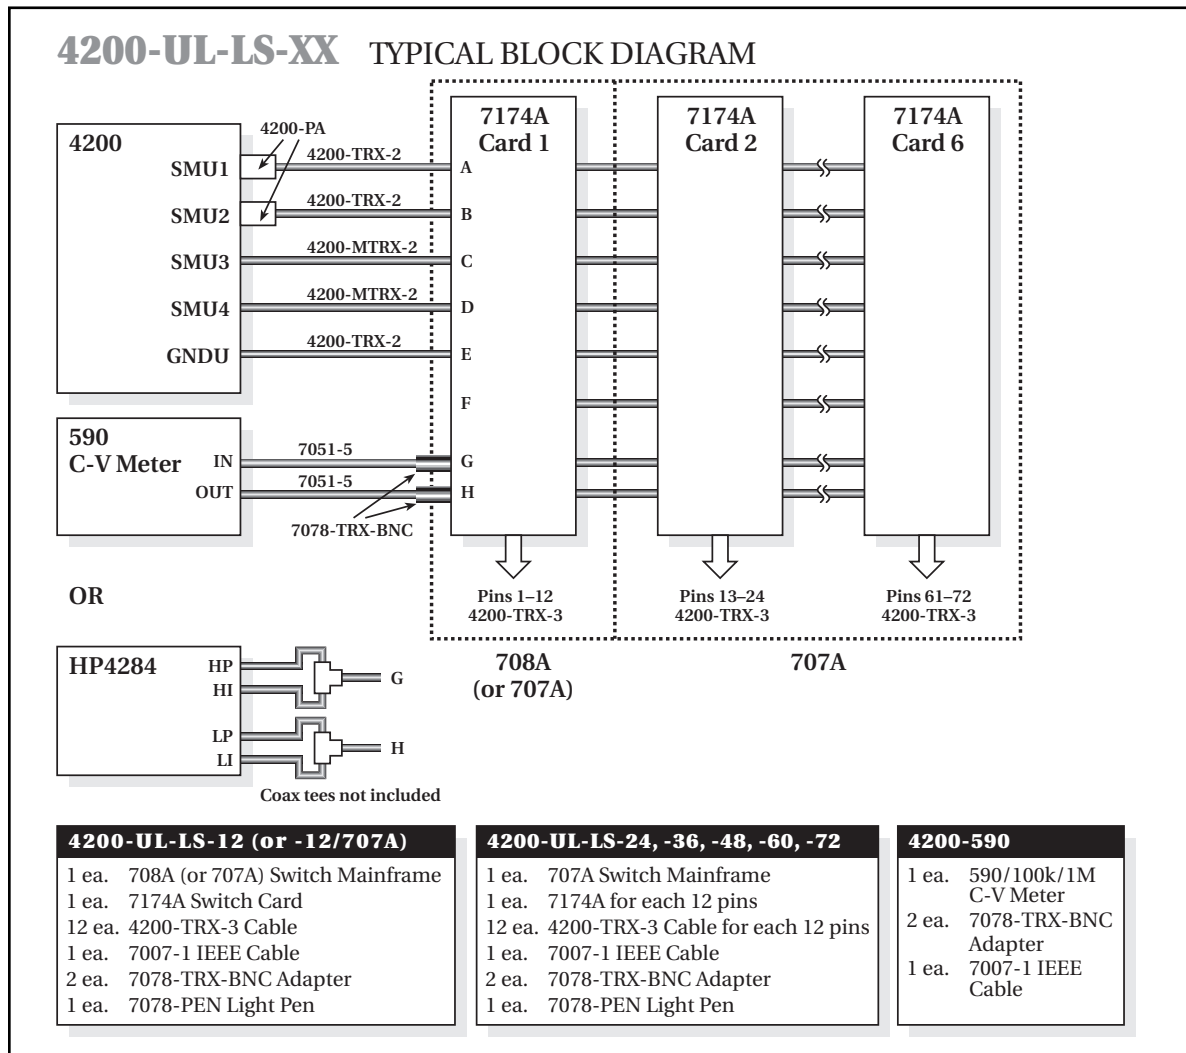 4200-UL-LS-XX TYPICAL BLOCK DIAGRAM
4200
4200-PA
SMU1
4200-TRX-2
SMU2
4200-TRX-2
SMU3
4200-MTRX-2
SMU4
4200-MTRX-2
GNDU
4200-TRX-2
590
C-V Meter
IN
7051-5
OUT
7051-5
7078-TRX-BNC
7174A
Card 1
A
B
C
D
E
F
G
H
7174A
Card 2
7174A
Card 6
Pins 1–12
4200-TRX-3
Pins 13–24
4200-TRX-3
Pins 61–72
4200-TRX-3
708A
(or 707A)
707A
OR
HP4284
HP
HI
G
LP
LI
H
Coax tees not included
4200-UL-LS-12 (or -12/707A)
1 ea. 708A (or 707A) Switch Mainframe
1 ea. 7174A Switch Card
12 ea. 4200-TRX-3 Cable
1 ea. 7007-1 IEEE Cable
2 ea. 7078-TRX-BNC Adapter
1 ea. 7078-PEN Light Pen
4200-UL-LS-24, -36, -48, -60, -72
1 ea. 707A Switch Mainframe
1 ea. 7174A for each 12 pins
12 ea. 4200-TRX-3 Cable for each 12 pins
1 ea. 7007-1 IEEE Cable
2 ea. 7078-TRX-BNC Adapter
1 ea. 7078-PEN Light Pen
4200-590
1 ea. 590/100k/1M
C-V Meter
2 ea. 7078-TRX-BNC
Adapter
1 ea. 7007-1 IEEE
Cable